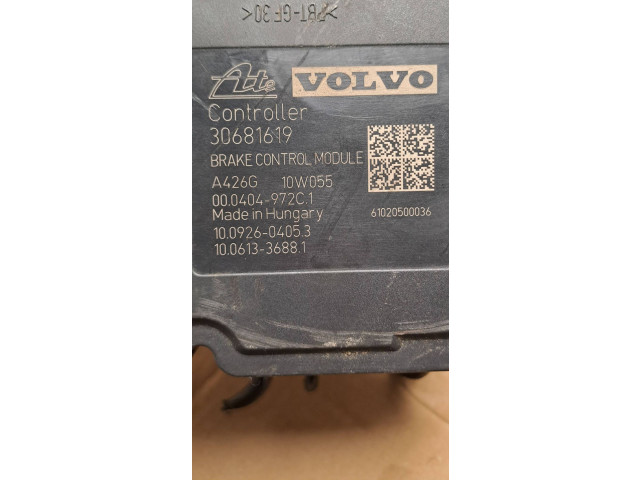 >PBT-GF30<
Ate VOLVO
Controller
30681619
BRAKE CONTROL MODULE
A426G 10W055
00.0404-972C.1
Made in Hungary
61020500036
10.0926-0405.3
10.0613-3688.1